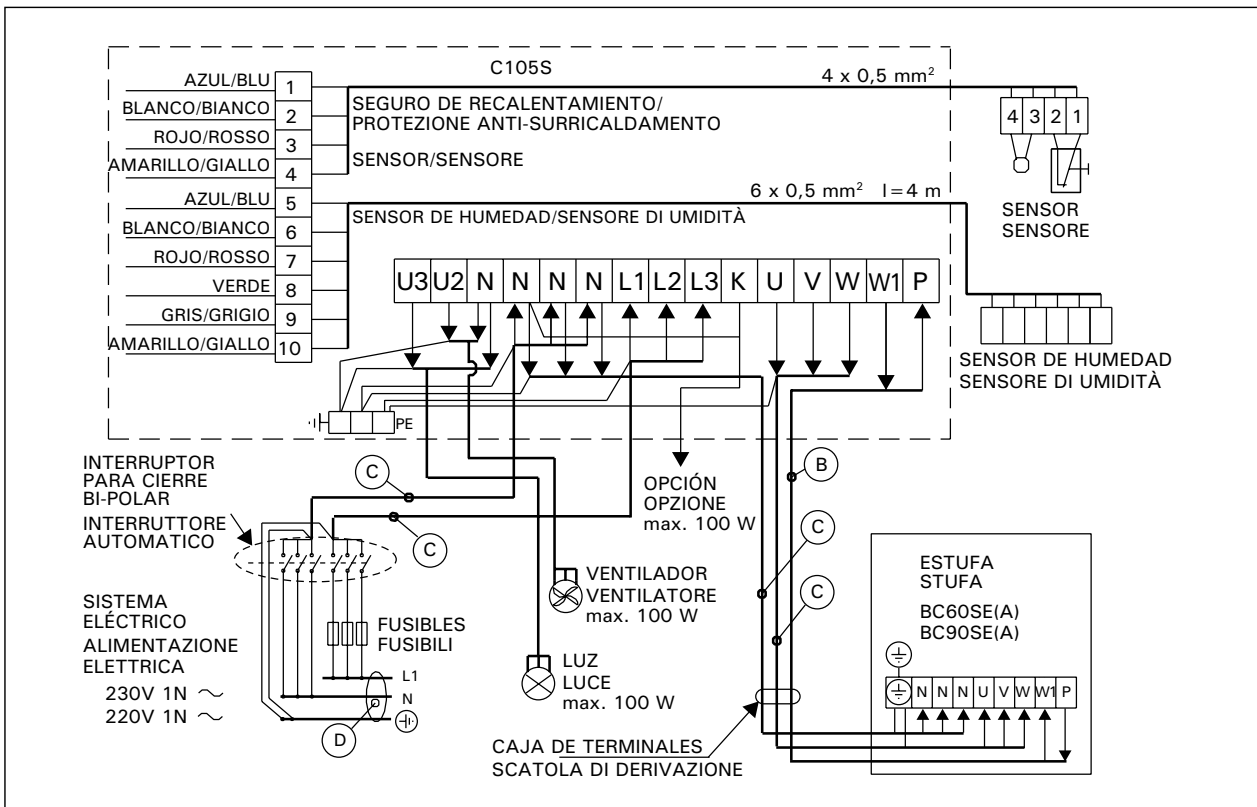 C105S
4 x 0,5 mm²
AZUL/BLU 1
BLANCO/BIANCO 2
ROJO/ROSSO 3
AMARILLO/GIALLO 4
AZUL/BLU 5
BLANCO/BIANCO 6
ROJO/ROSSO 7
VERDE 8
GRIS/GRIGIO 9
AMARILLO/GIALLO 10
SEGURO DE RECALENTAMIENTO/
PROTEZIONE ANTI-SURRICALDAMENTO
SENSOR/SENSORE
4 3 2 1
SENSOR
SENSORE
6 x 0,5 mm² l=4 m
SENSOR DE HUMEDAD/SENSORE DI UMIDITÀ
U3 U2 N N N N L1 L2 L3 K U V W W1 P
SENSOR DE HUMEDAD
SENSORE DI UMIDITÀ
PE
INTERRUPTOR
PARA CIERRE
BI-POLAR
INTERRUTTORE
AUTOMATICO
C
C
OPCIÓN
OPZIONE
max. 100 W
B
C
C
VENTILADOR
VENTILATORE
max. 100 W
ESTUFA
STUFA
BC60SE(A)
BC90SE(A)
SISTEMA
ELÉCTRICO
ALIMENTAZIONE
ELETTRICA
230V 1N ~
220V 1N ~
FUSIBLES
FUSIBILI
L1
N
D
LUZ
LUCE
max. 100 W
N N N U V W W1 P
CAJA DE TERMINALES
SCATOLA DI DERIVAZIONE